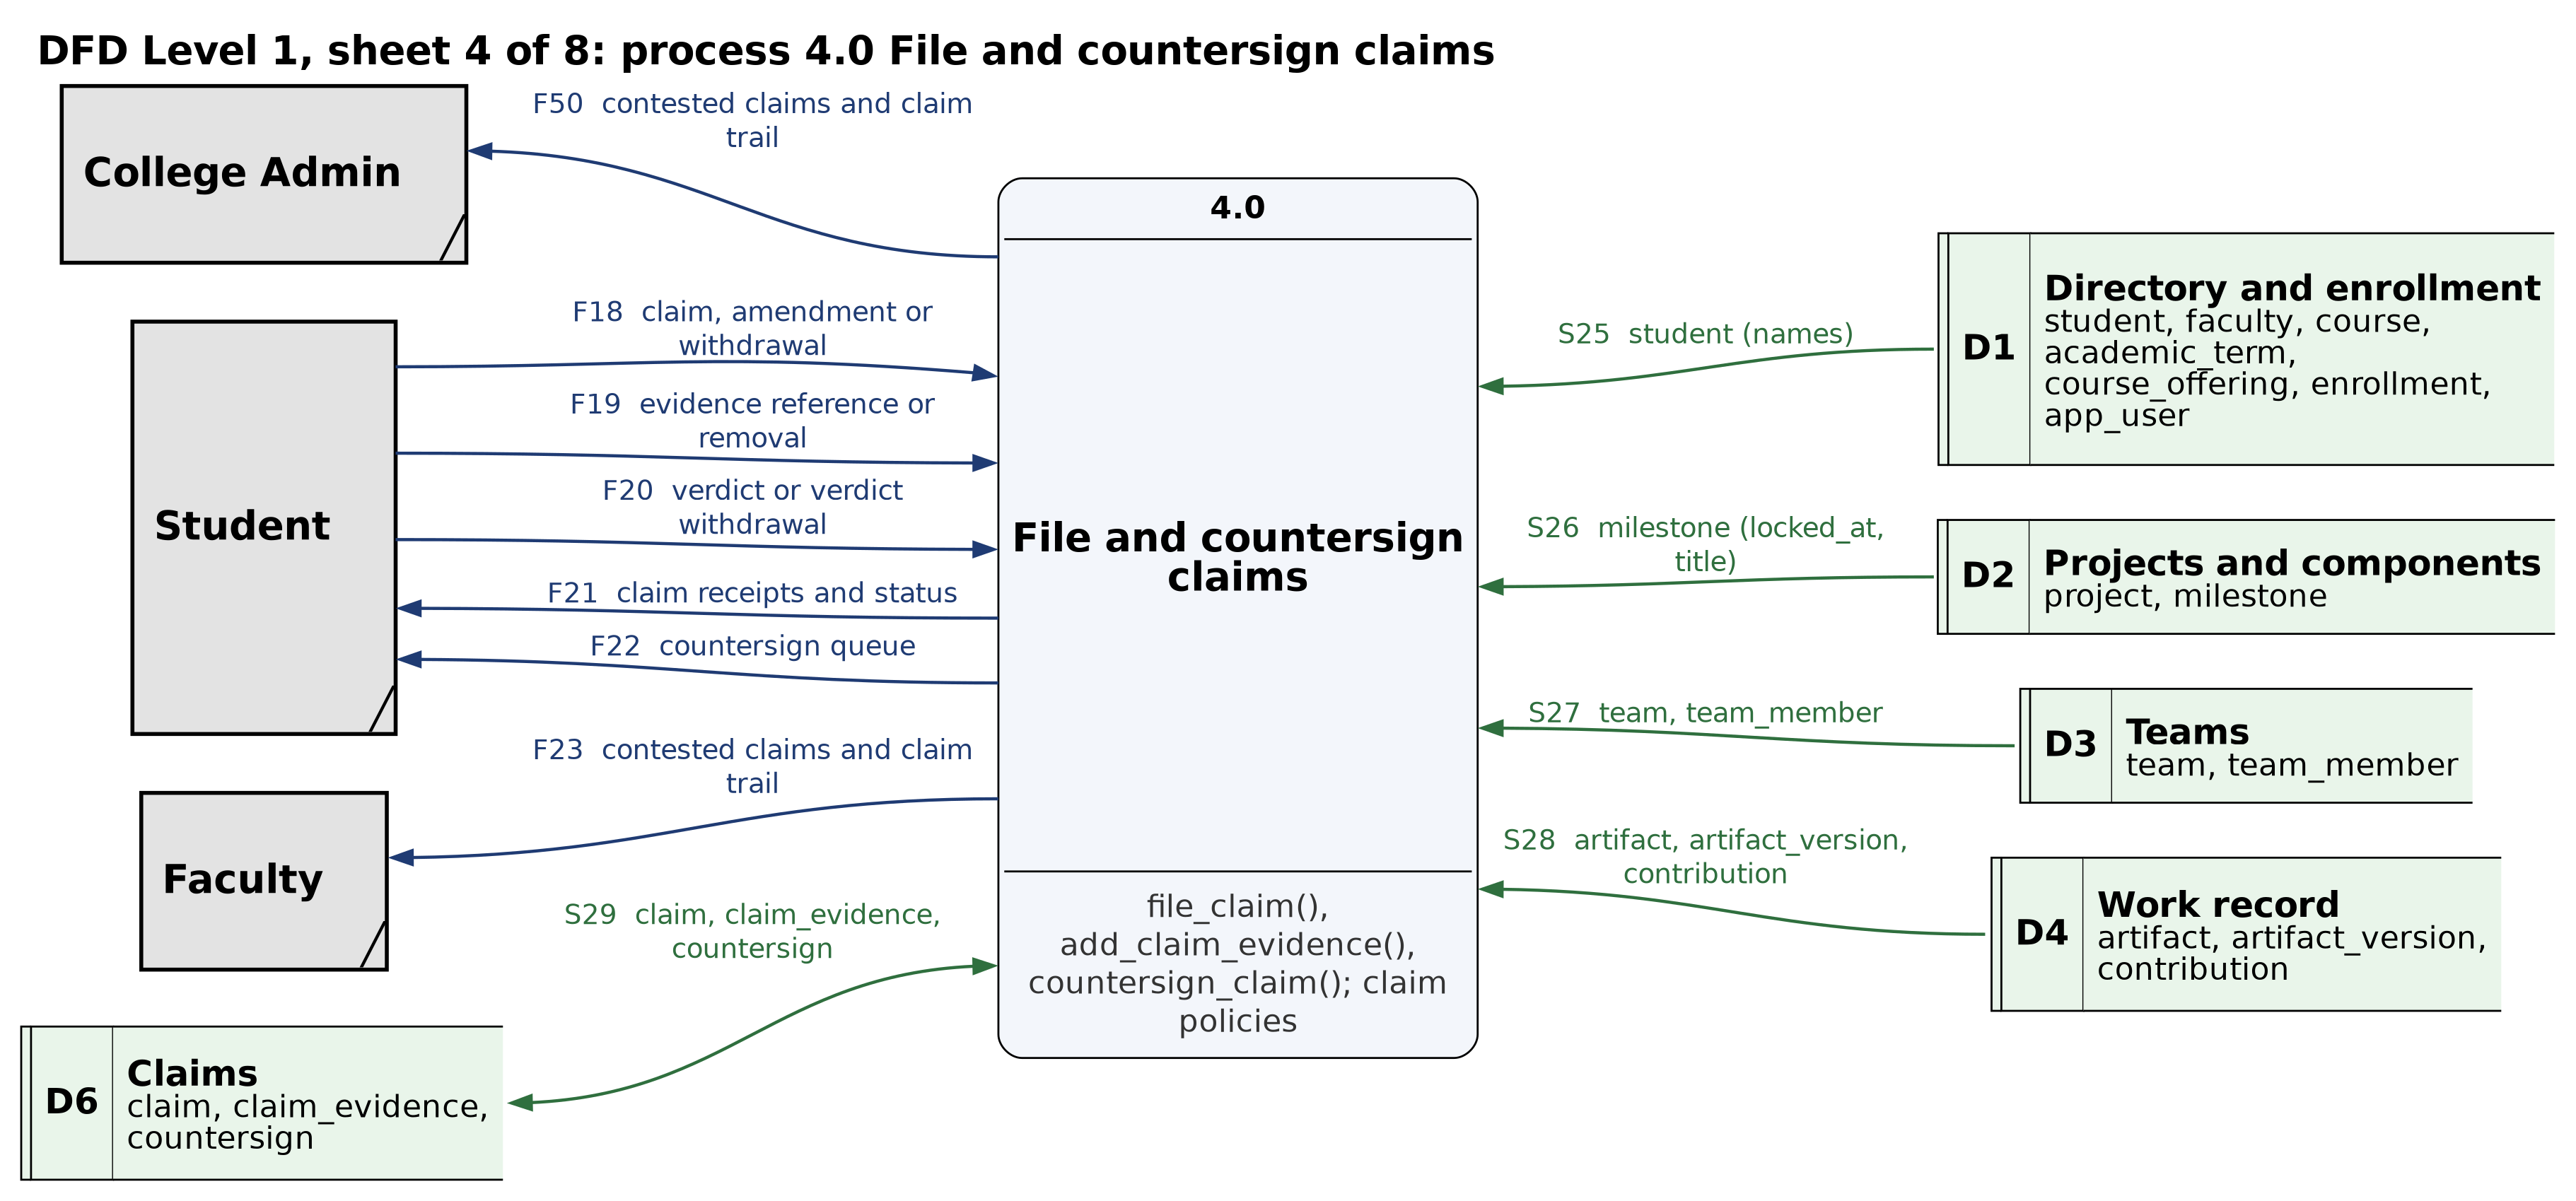 DFD Level 1, sheet 4 of 8: process 4.0 File and countersign claims
College Admin
F50 contested claims and claim
trail
Student
F18 claim, amendment or
withdrawal
F19 evidence reference or
removal
F20 verdict or verdict
withdrawal
F21 claim receipts and status
F22 countersign queue
Faculty
F23 contested claims and claim
trail
S29 claim, claim_evidence,
countersign
D6
Claims
claim, claim_evidence,
countersign
4.0
File and countersign
claims
file_claim(),
add_claim_evidence(),
countersign_claim(); claim
policies
S25 student (names)
D1
Directory and enrollment
student, faculty, course,
academic_term,
course_offering, enrollment,
app_user
S26 milestone (locked_at,
title)
D2
Projects and components
project, milestone
S27 team, team_member
D3
Teams
team, team_member
S28 artifact, artifact_version,
contribution
D4
Work record
artifact, artifact_version,
contribution